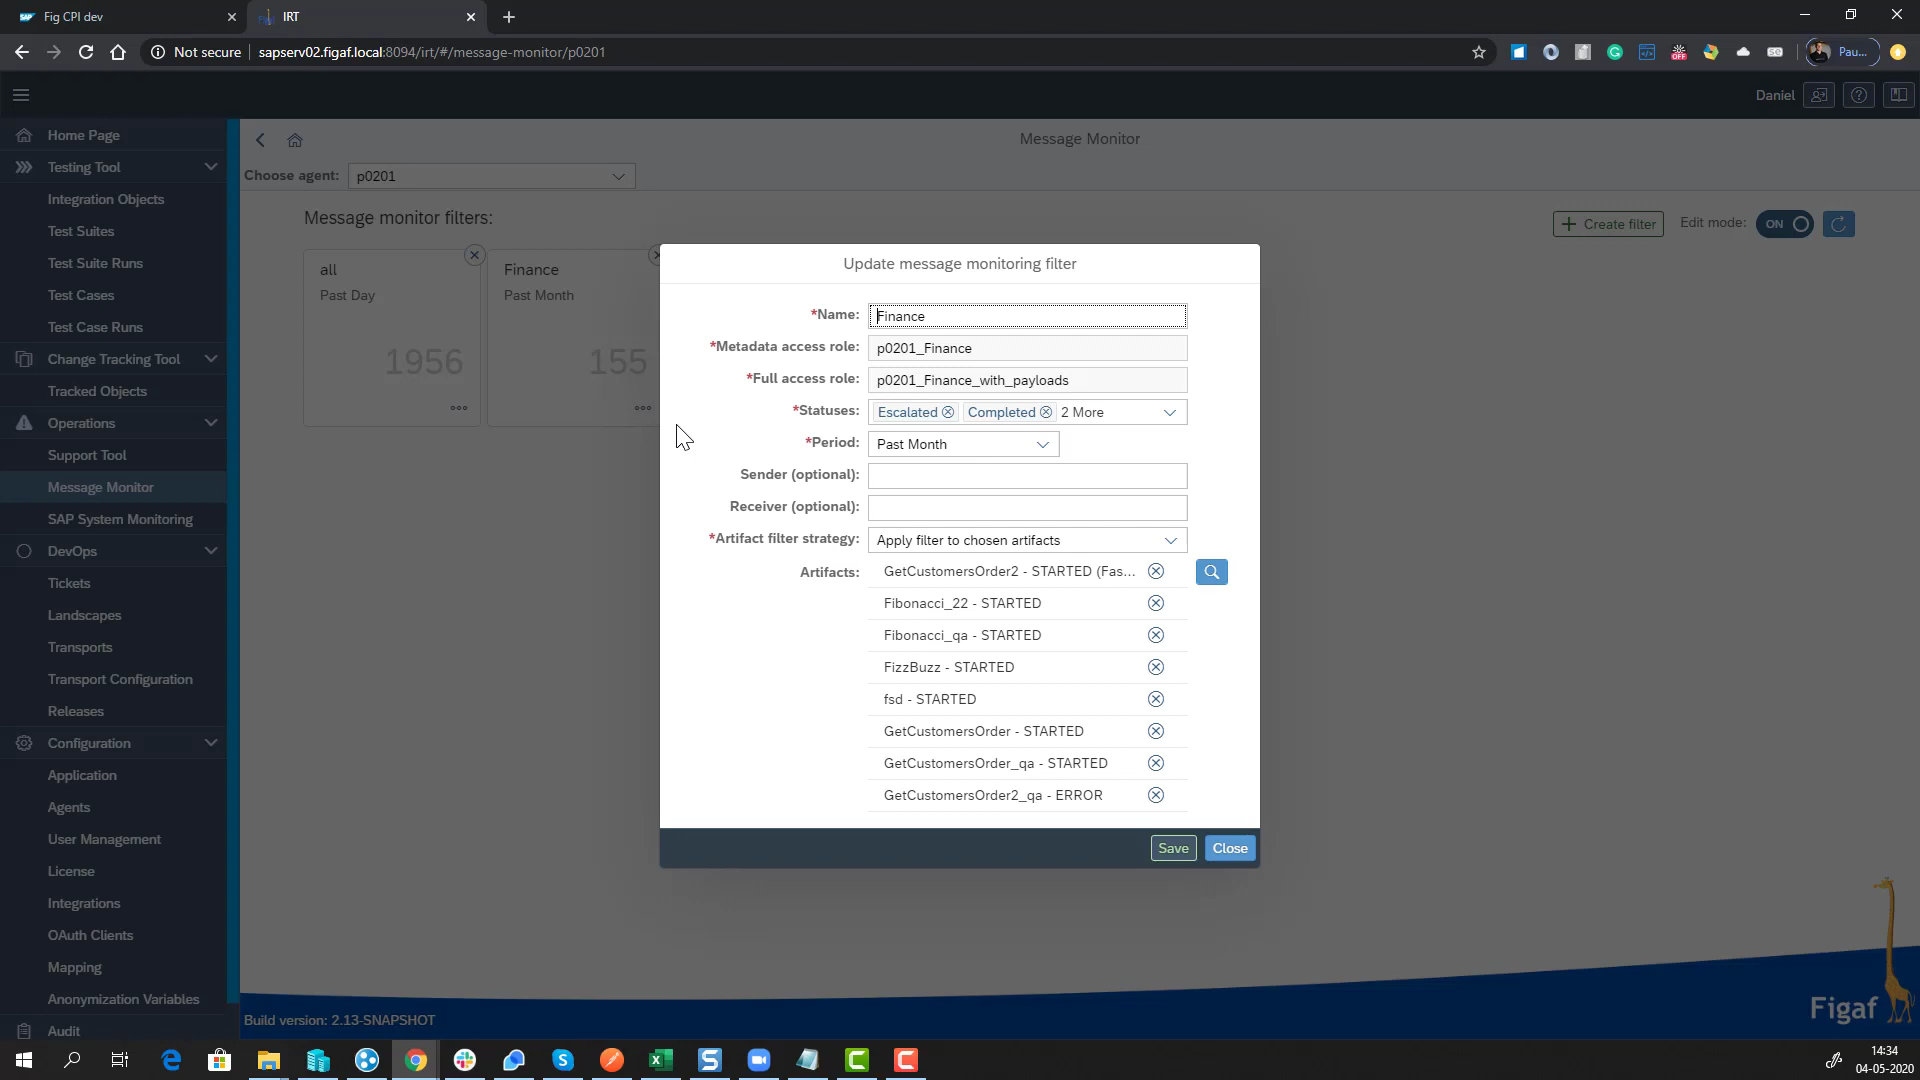 Fig CPI dev
IRT
Not secure
sapserv02.figaf.local:8094/irt/#/message-monitor/p0201
Pau...
Daniel
Home Page
Message Monitor
Testing Tool
Choose agent:
p0201
Integration Objects
Message monitor filters:
Create filter
Edit mode:
ON
Test Suites
Test Suite Runs
Test Cases
Test Case Runs
Change Tracking Tool
Tracked Objects
Operations
Support Tool
Message Monitor
SAP System Monitoring
DevOps
Tickets
Landscapes
Transports
Transport Configuration
Releases
Configuration
Application
Agents
User Management
License
Integrations
OAuth Clients
Mapping
Anonymization Variables
Audit
all
Past Day
1956
Finance
Past Month
155
Update message monitoring filter
*Name:
Finance
*Metadata access role:
p0201_Finance
*Full access role:
p0201_Finance_with_payloads
*Statuses:
Escalated
Completed
2 More
*Period:
Past Month
Sender (optional):
Receiver (optional):
*Artifact filter strategy:
Apply filter to chosen artifacts
Artifacts:
GetCustomersOrder2 - STARTED (Fas...
Fibonacci_22 - STARTED
Fibonacci_qa - STARTED
FizzBuzz - STARTED
fsd - STARTED
GetCustomersOrder - STARTED
GetCustomersOrder_qa - STARTED
GetCustomersOrder2_qa - ERROR
Save
Close
Figaf
Build version: 2.13-SNAPSHOT
14:34
04-05-2020